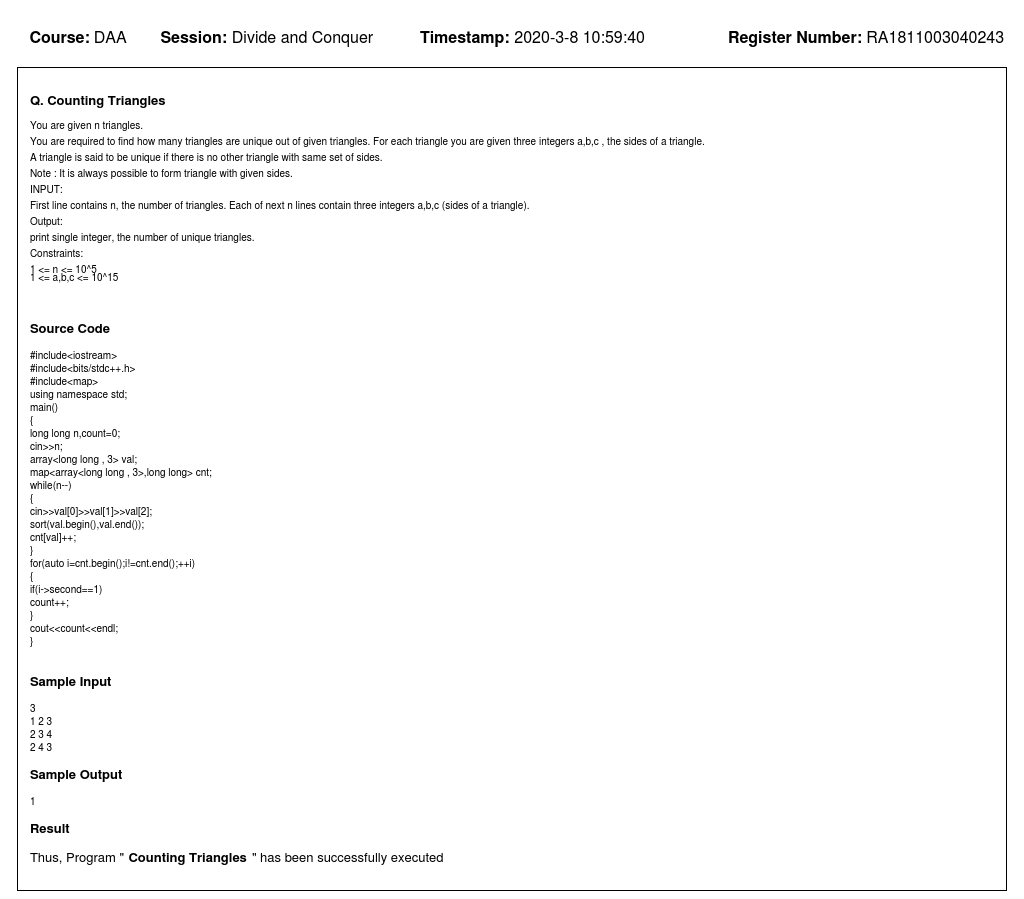 Course: DAA Session: Divide and Conquer Timestamp: 2020-3-8 10:59:40 Register Number: RA1811003040243
Q. Counting Triangles
You are given n triangles.
You are required to find how many triangles are unique out of given triangles. For each triangle you are given three integers a,b,c , the sides of a triangle.
A triangle is said to be unique if there is no other triangle with same set of sides.
Note : It is always possible to form triangle with given sides.
INPUT:
First line contains n, the number of triangles. Each of next n lines contain three integers a,b,c (sides of a triangle).
Output:
print single integer, the number of unique triangles.
Constraints:
1 <= n <= 10^5
1 <= a,b,c <= 10^15
Source Code
#include<iostream>
#include<bits/stdc++.h>
#include<map>
using namespace std;
main()
{
long long n,count=0;
cin>>n;
array<long long , 3> val;
map<array<long long , 3>,long long> cnt;
while(n--)
{
cin>>val[0]>>val[1]>>val[2];
sort(val.begin(),val.end());
cnt[val]++;
}
for(auto i=cnt.begin();i!=cnt.end();++i)
{
if(i->second==1)
count++;
}
cout<<count<<endl;
}
Sample Input
3
1 2 3
2 3 4
2 4 3
Sample Output
1
Result
Thus, Program " Counting Triangles " has been successfully executed